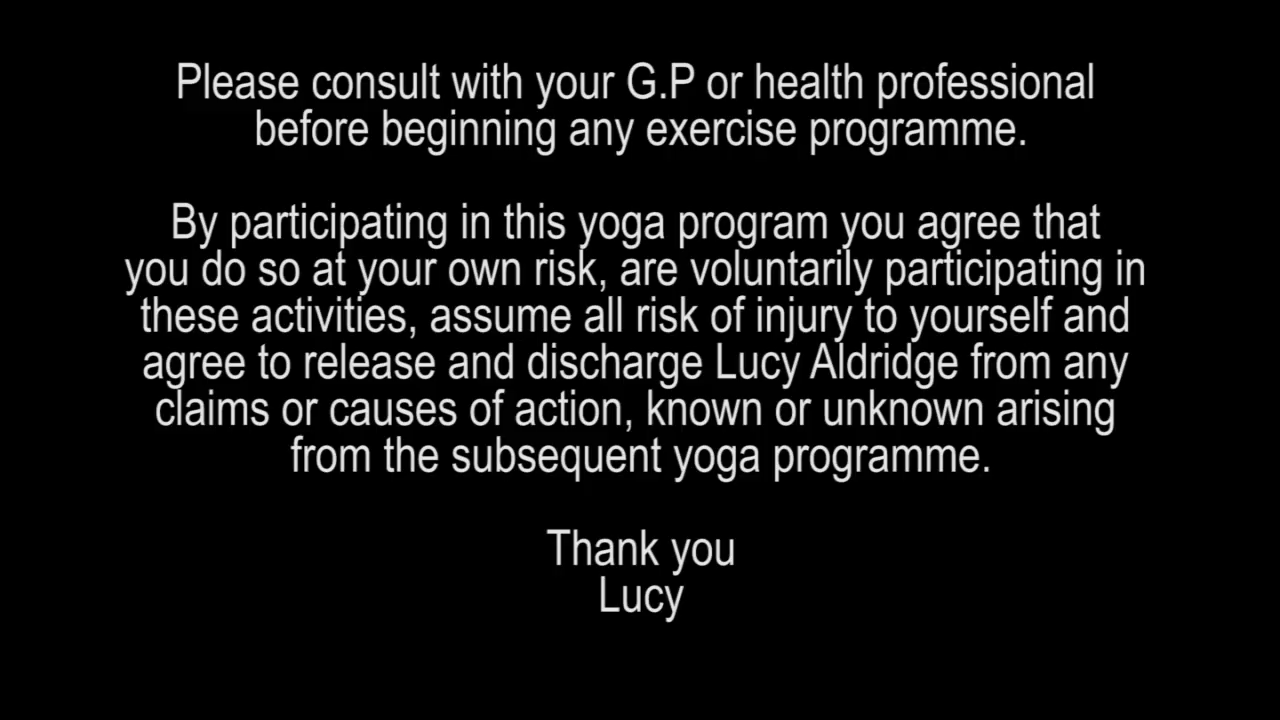 Please consult with your G.P or health professional
before beginning any exercise programme.
By participating in this yoga program you agree that
you do so at your own risk, are voluntarily participating in
these activities, assume all risk of injury to yourself and
agree to release and discharge Lucy Aldridge from any
claims or causes of action, known or unknown arising
from the subsequent yoga programme.
Thank you
Lucy